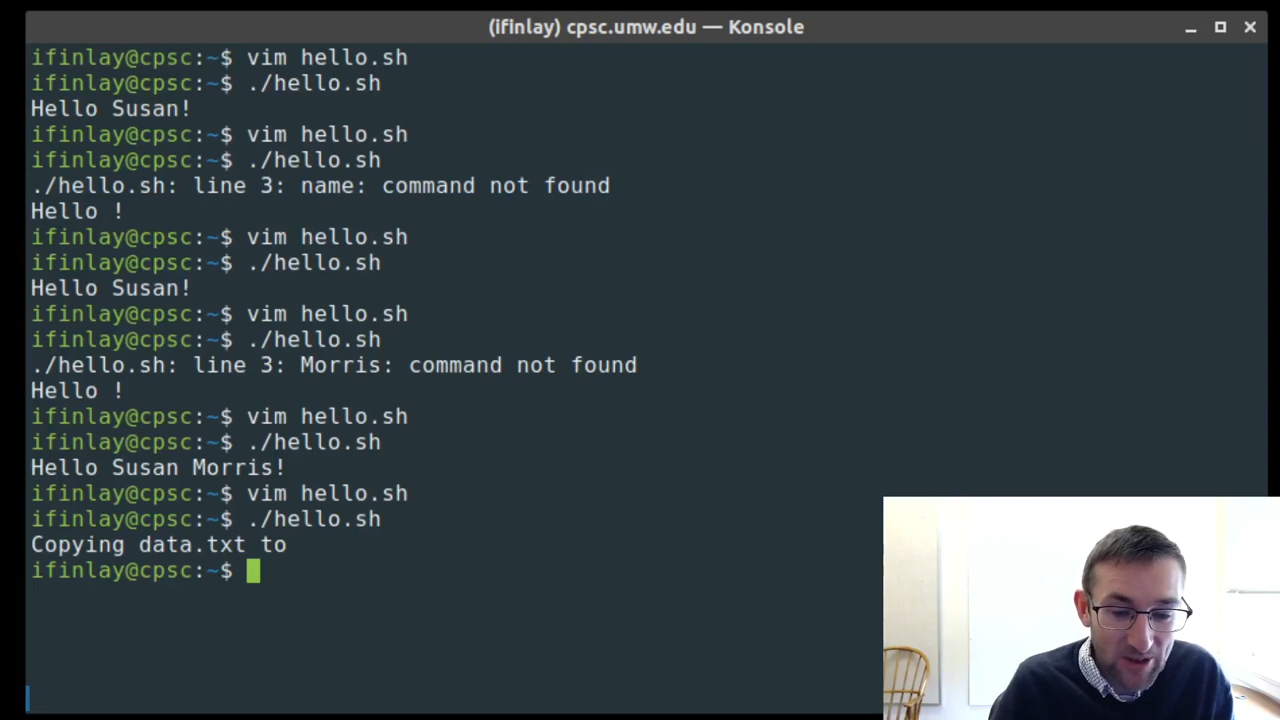 (ifinlay) cpsc.umw.edu — Konsole
ifinlay@cpsc:~$ vim hello.sh
ifinlay@cpsc:~$ ./hello.sh
Hello Susan!
ifinlay@cpsc:~$ vim hello.sh
ifinlay@cpsc:~$ ./hello.sh
./hello.sh: line 3: name: command not found
Hello !
ifinlay@cpsc:~$ vim hello.sh
ifinlay@cpsc:~$ ./hello.sh
Hello Susan!
ifinlay@cpsc:~$ vim hello.sh
ifinlay@cpsc:~$ ./hello.sh
./hello.sh: line 3: Morris: command not found
Hello !
ifinlay@cpsc:~$ vim hello.sh
ifinlay@cpsc:~$ ./hello.sh
Hello Susan Morris!
ifinlay@cpsc:~$ vim hello.sh
ifinlay@cpsc:~$ ./hello.sh
Copying data.txt to
ifinlay@cpsc:~$